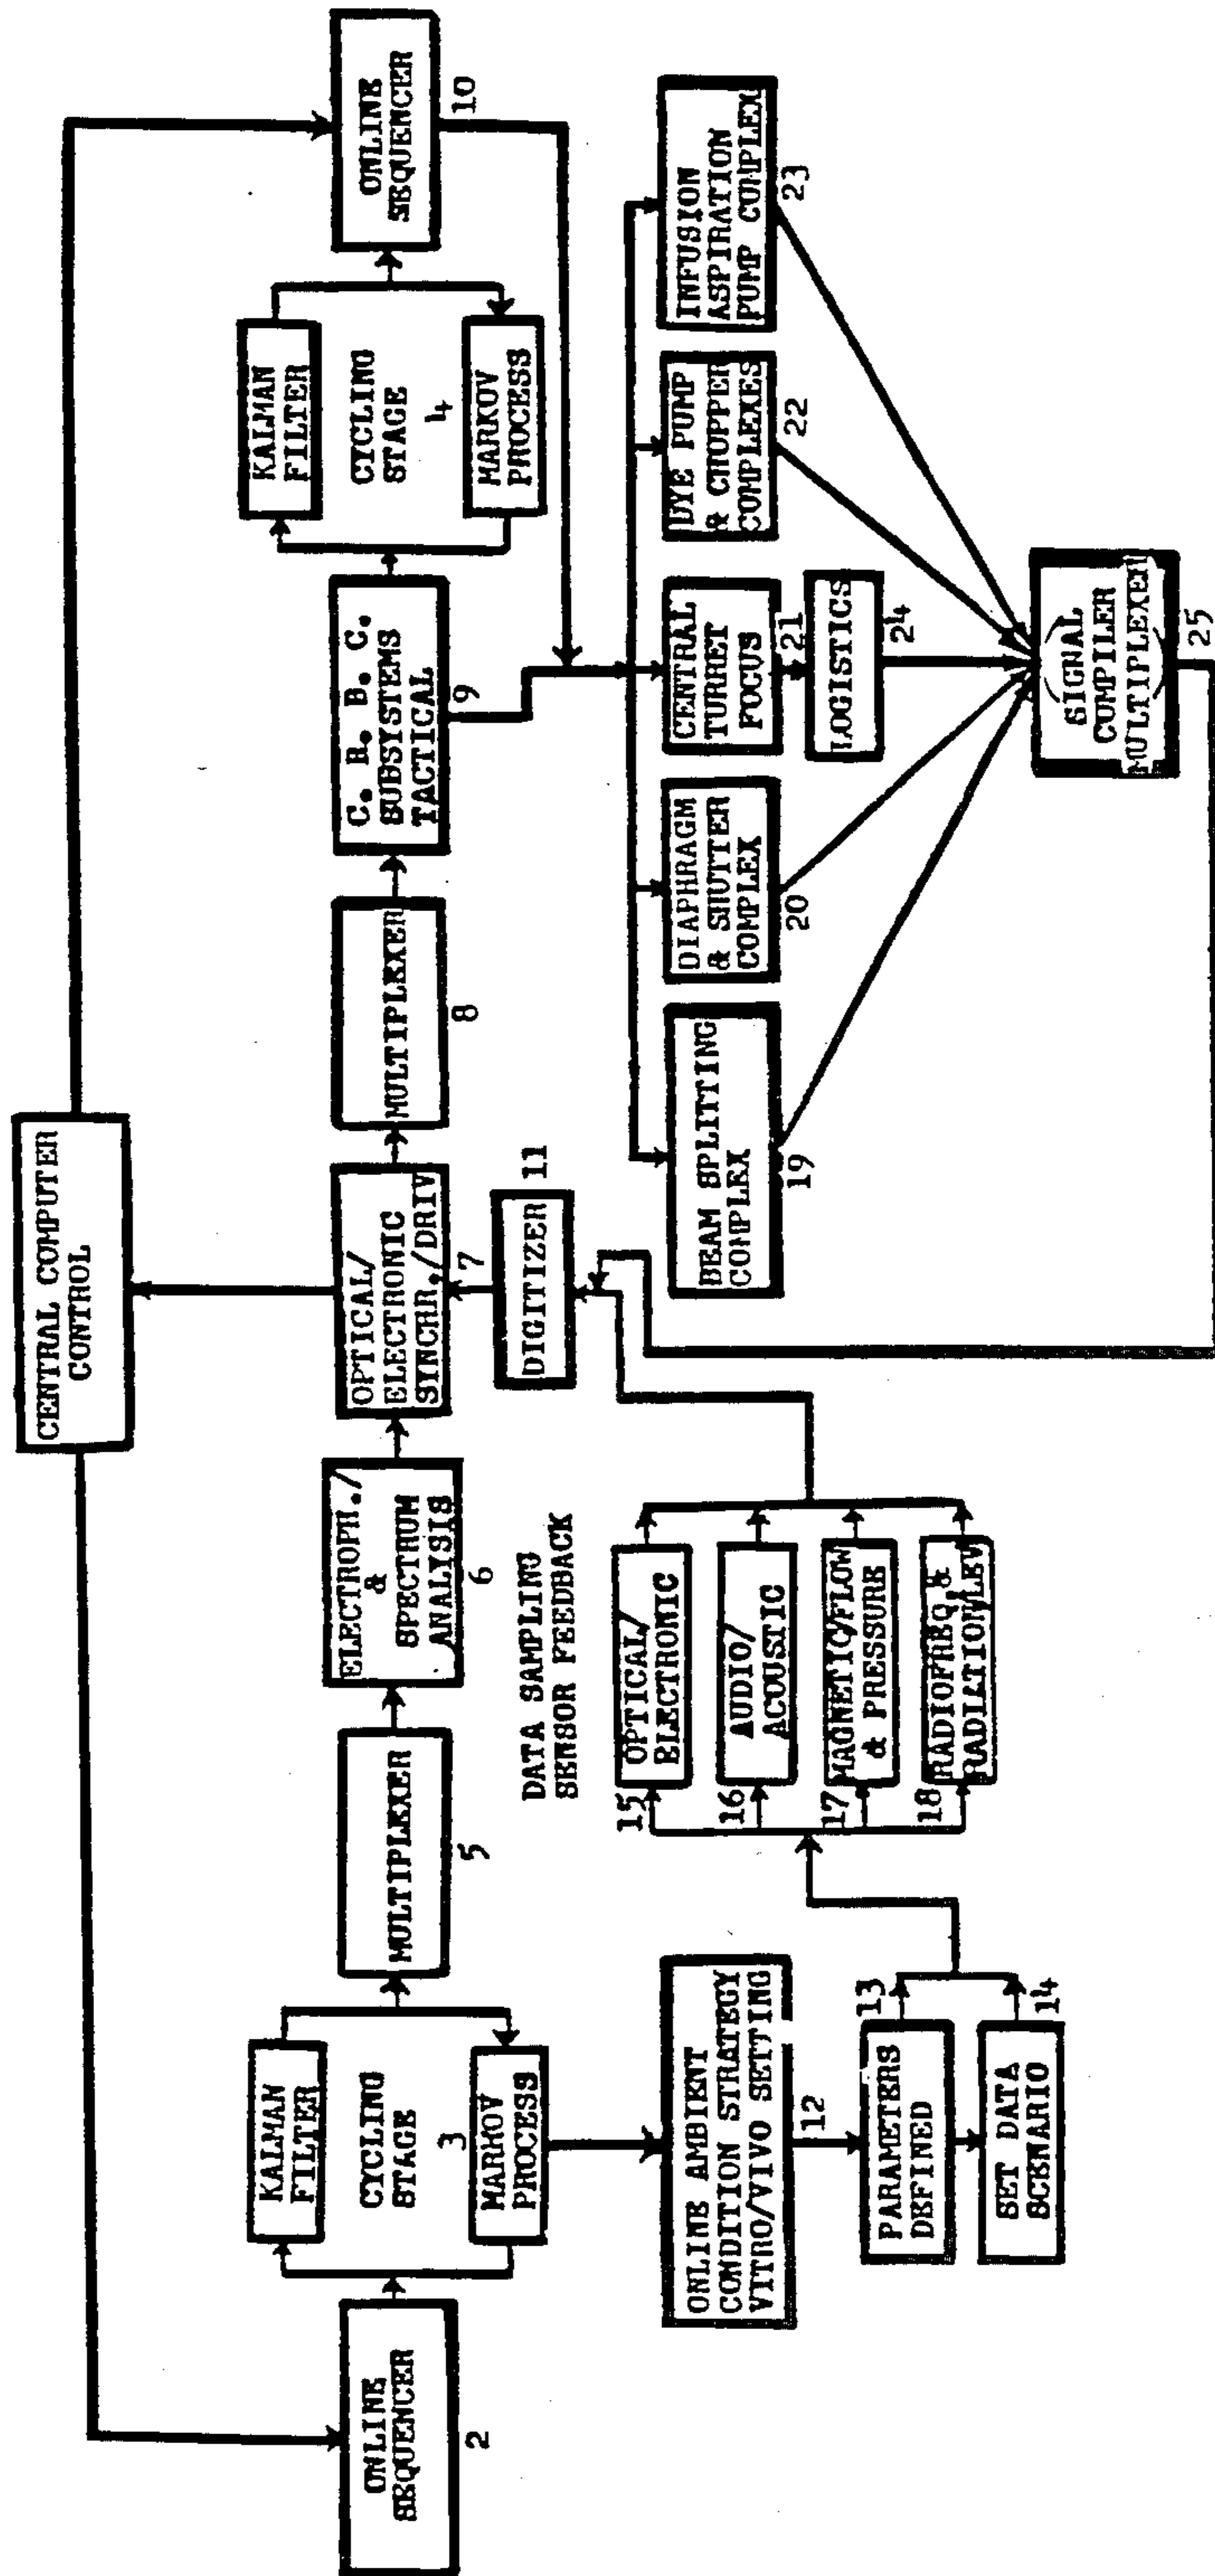 CENTRAL COMPUTER
CONTROL
ONLINE
SEQUENCER
2
KALMAN
FILTER
CYCLING
STAGE
3
MARHOV
PROCESS
MULTIPLEXER
5
ELECTROPH./
&
SPECTRUM
ANALYSIS
6
OPTICAL/
ELECTRONIC
SYNCHR./DRIV
7
MULTIPLEXER
8
C. R. B. C.
SUBSYSTEMS
TACTICAL
9
KALMAN
FILTER
CYCLING
STAGE
4
MARKOV
PROCESS
ONLINE
SEQUENCER
10
DATA SAMPLING
SENSOR FEEDBACK
DIGITIZER
11
ONLINE AMBIENT
CONDITION STRATEGY
VITRO/VIVO SETTING
12
PARAMETERS
DEFINED
13
SET DATA
SCENARIO
14
15
OPTICAL/
ELECTRONIC
16
AUDIO/
ACOUSTIC
17
MAGNETIC/FLOW
& PRESSURE
18
RADIOFREQ. &
RADIATION/LEV
BEAM SPLITING
COMPLEX
19
DIAPHRAGM
& SHUTTER
COMPLEX
20
CENTRAL
TURRET
FOCUS
21
LOGISTICS
24
DYE PUMP
& CHOPPER
COMPLEXES
22
INFUSION
ASPIRATION
PUMP COMPLEX
23
SIGNAL
COMPILER
MULTIPLEXER
25